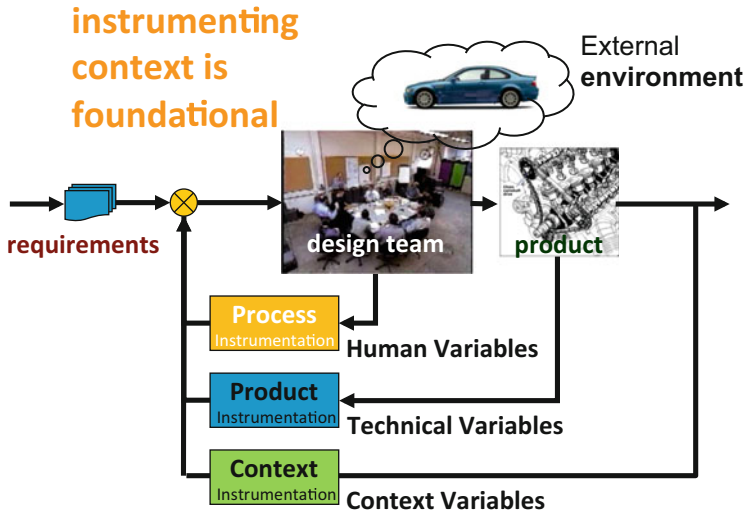 instrumenting
context is
foundational
External
environment
requirements
design team
product
Process
Instrumentation
Human Variables
Product
Instrumentation
Technical Variables
Context
Instrumentation
Context Variables